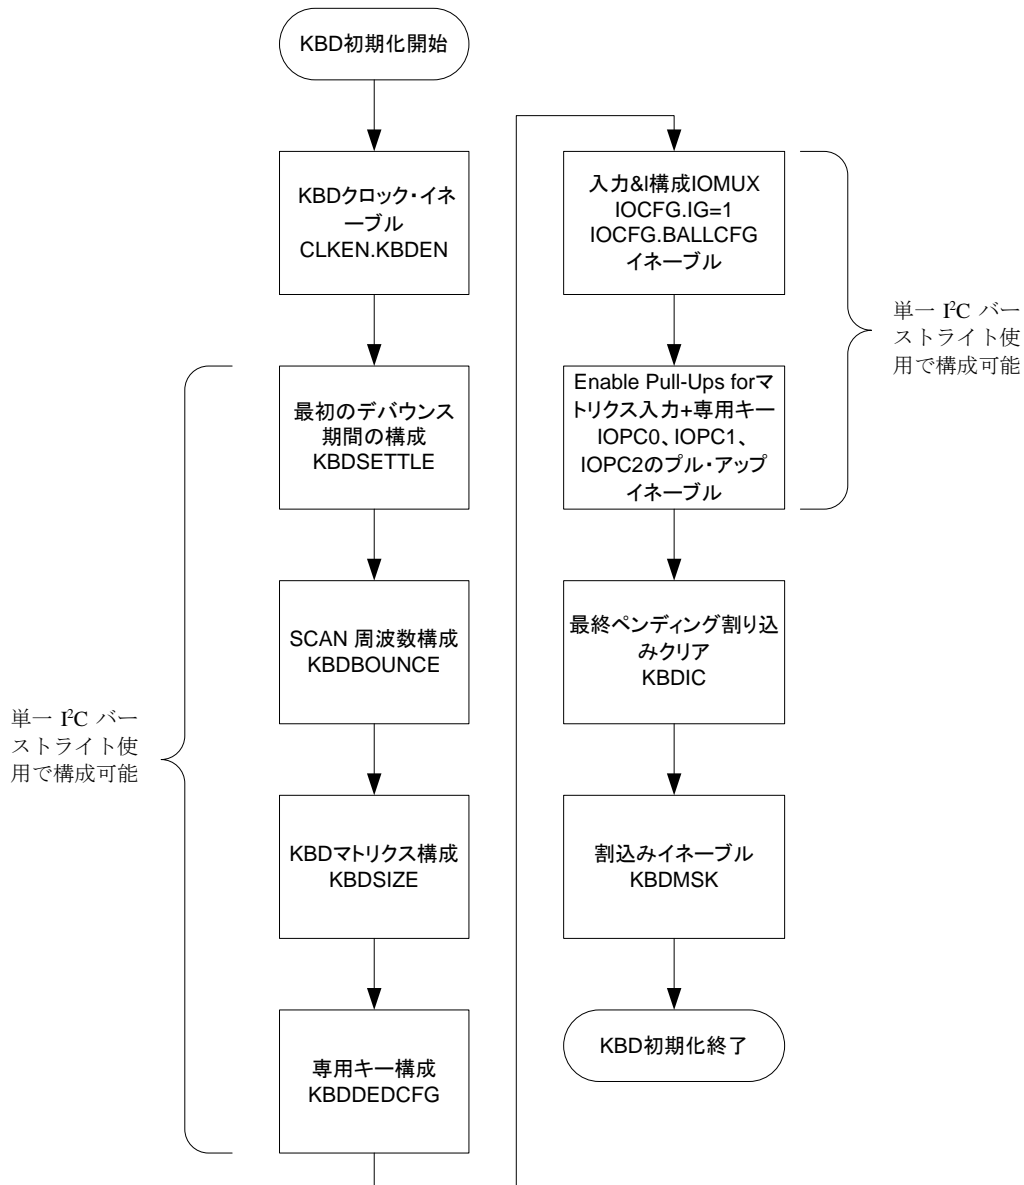 KBD初期化開始
KBDクロック・イネ
ーブル
CLKEN.KBDEN
最初のデバウンス
期間の構成
KBDSETTLE
SCAN 周波数構成
KBDBOUNCE
KBDマトリクス構成
KBDSIZE
専用キー構成
KBDDEDCFG
単一 I²C バー
ストライト使
用で構成可能
入力&I構成IOMUX
IOCFG.IG=1
IOCFG.BALLCFG
イネーブル
Enable Pull-Ups forマ
トリクス入力+専用キー
IOPC0、IOPC1、
IOPC2のプル・アップ
イネーブル
単一 I²C バー
ストライト使
用で構成可能
最終ペンディング割り込
みクリア
KBDIC
割込みイネーブル
KBDMSK
KBD初期化終了